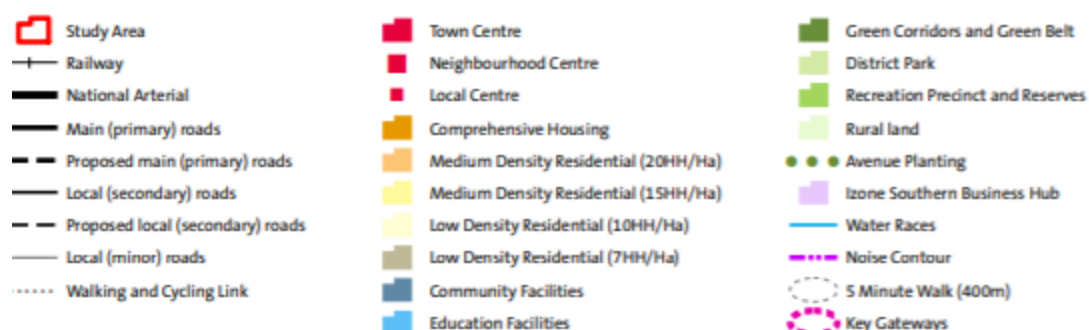 Study Area
Railway
National Arterial
Main (primary) roads
Proposed main (primary) roads
Local (secondary) roads
Proposed local (secondary) roads
Local (minor) roads
Walking and Cycling Link
Town Centre
Neighbourhood Centre
Local Centre
Comprehensive Housing
Medium Density Residential (20HH/Ha)
Medium Density Residential (15HH/Ha)
Low Density Residential (10HH/Ha)
Low Density Residential (7HH/Ha)
Community Facilities
Education Facilities
Green Corridors and Green Belt
District Park
Recreation Precinct and Reserves
Rural land
Avenue Planting
Izone Southern Business Hub
Water Races
Noise Contour
5 Minute Walk (400m)
Key Gateways